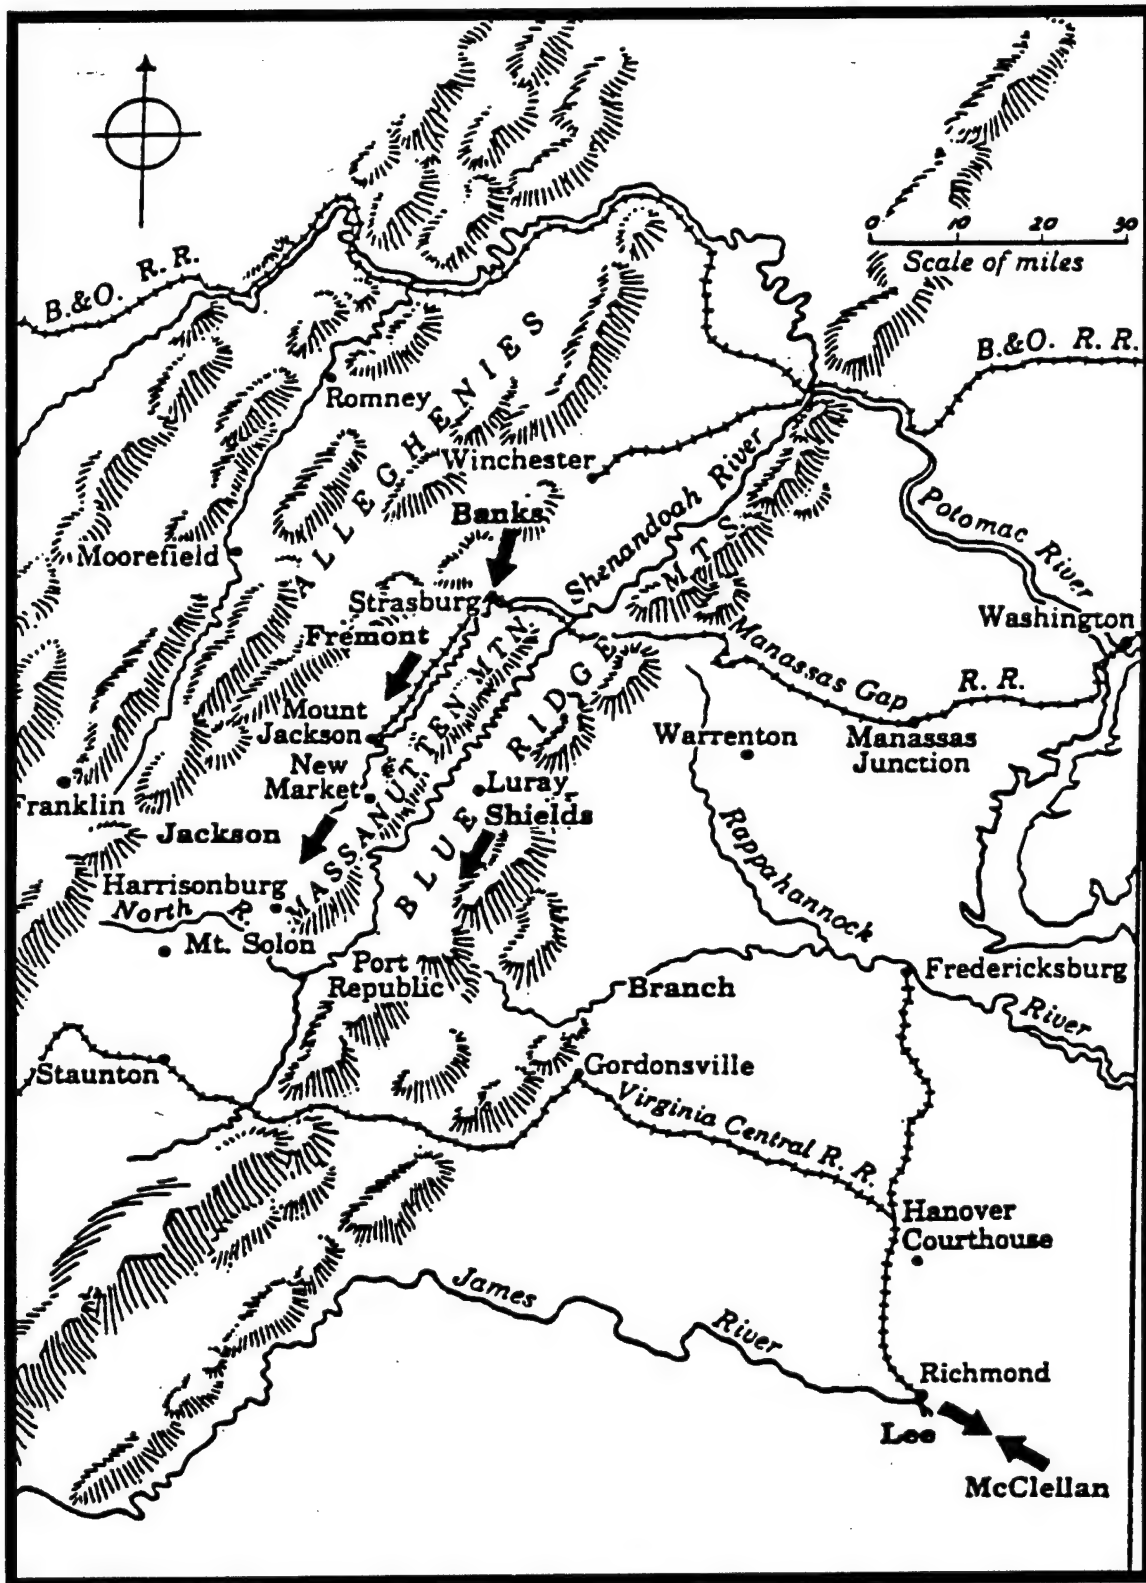 0 10 20 30
Scale of miles
B.&O. R.R.
B.&O. R.R.
Romney
ALLEGHENIES
Winchester
Shenandoah River
Potomac River
Banks
Moorefield
Strasburg
MTS
Washington
Fremont
Manassas Gap R. R.
Mount
Jackson
MASSANUTTEN MTN
BLUE RIDGE
Warrenton
Manassas
Junction
New
Market
Luray
Franklin
Shields
Jackson
Rappahannock
Harrisonburg
North R.
Mt. Solon
Port
Republic
Fredericksburg
Branch
River
Staunton
Gordonsville
Virginia Central R. R.
Hanover
Courthouse
James River
Richmond
Lee
McClellan